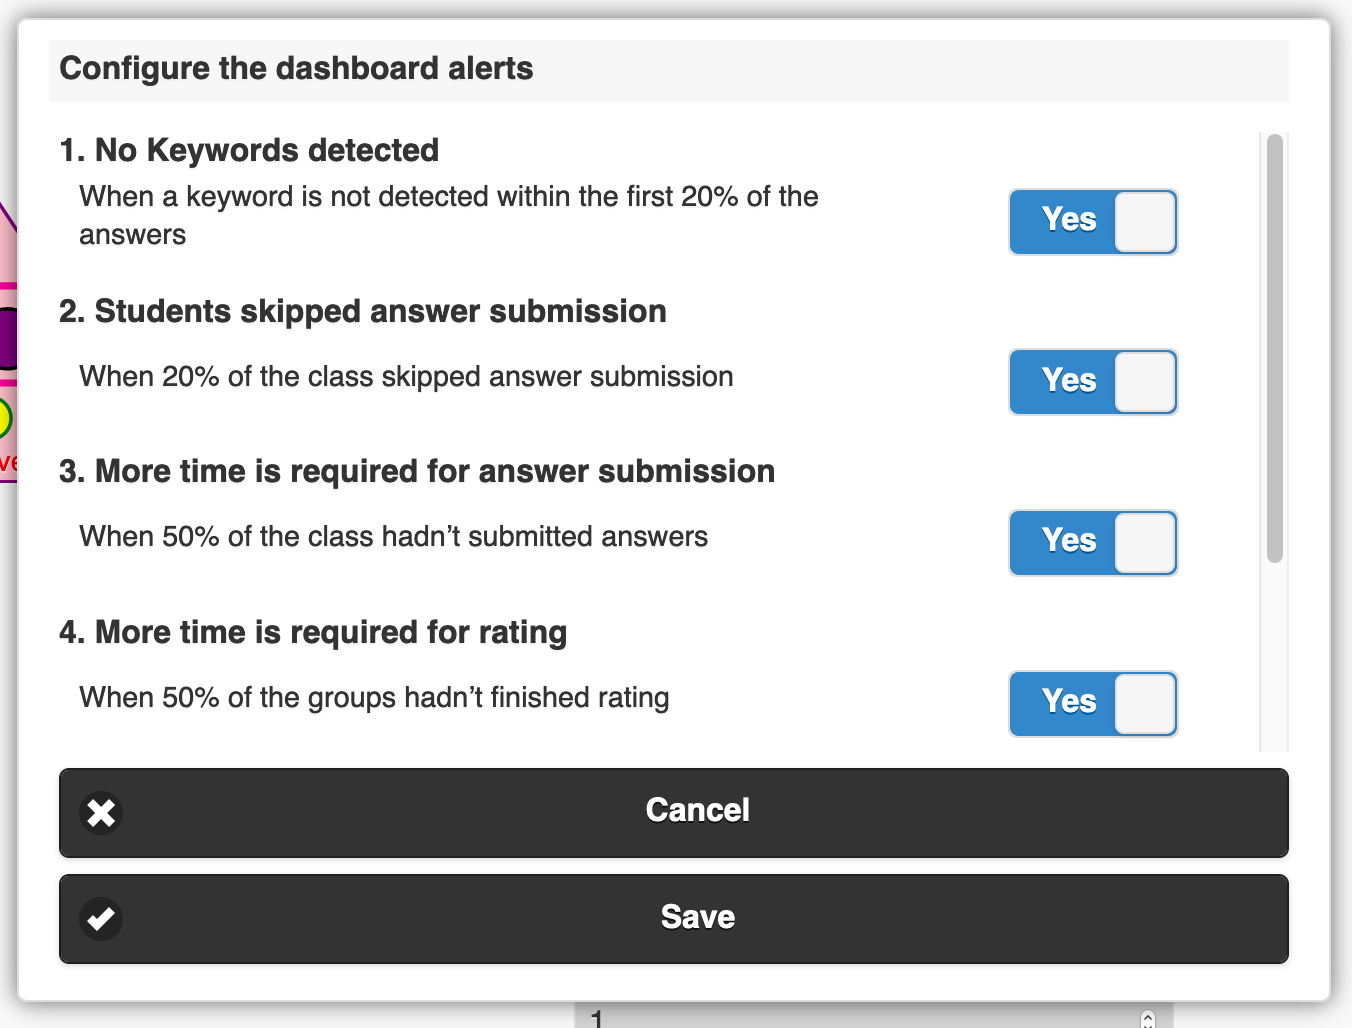 Configure the dashboard alerts
1. No Keywords detected
When a keyword is not detected within the first 20% of the
answers
Yes
2. Students skipped answer submission
When 20% of the class skipped answer submission
Yes
3. More time is required for answer submission
When 50% of the class hadn’t submitted answers
Yes
4. More time is required for rating
When 50% of the groups hadn’t finished rating
Yes
Cancel
Save
1